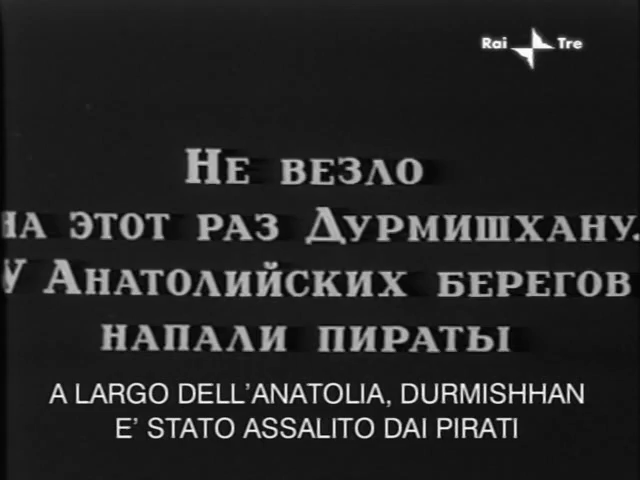 Rai Tre
Не везло
на этот раз Дурмишхану.
У Анатолийских берегов
напали пираты
A LARGO DELL'ANATOLIA, DURMISHHAN
E' STATO ASSALITO DAI PIRATI